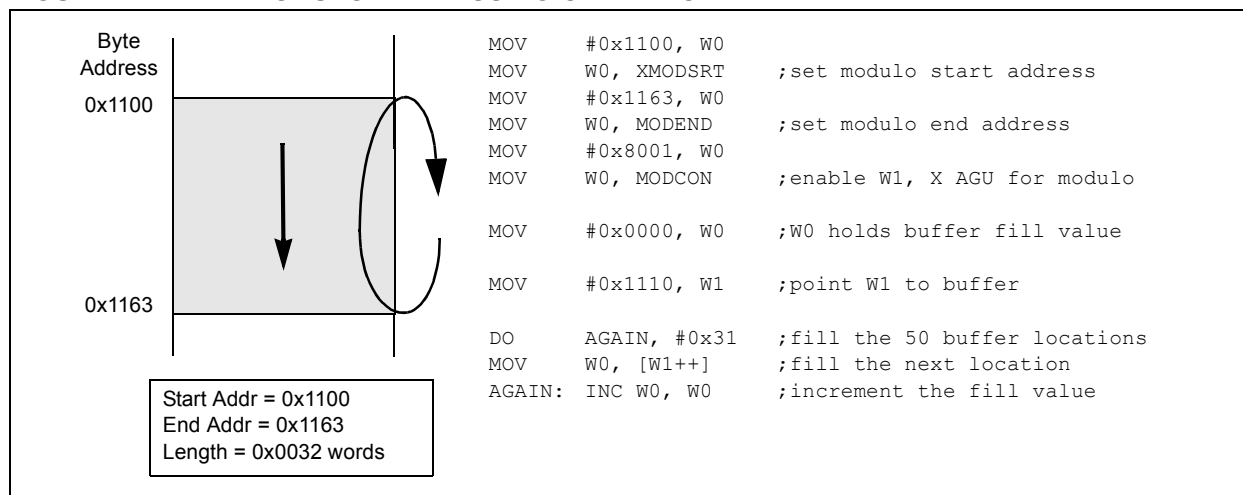 Byte
Address
0x1100
0x1163
Start Addr = 0x1100
End Addr = 0x1163
Length = 0x0032 words
MOV #0x1100, W0
MOV W0, XMODSRT ;set modulo start address
MOV #0x1163, W0
MOV W0, MODEND ;set modulo end address
MOV #0x8001, W0
MOV W0, MODCON ;enable W1, X AGU for modulo
MOV #0x0000, W0 ;W0 holds buffer fill value
MOV #0x1110, W1 ;point W1 to buffer
DO AGAIN, #0x31 ;fill the 50 buffer locations
MOV W0, [W1++] ;fill the next location
AGAIN: INC W0, W0 ;increment the fill value